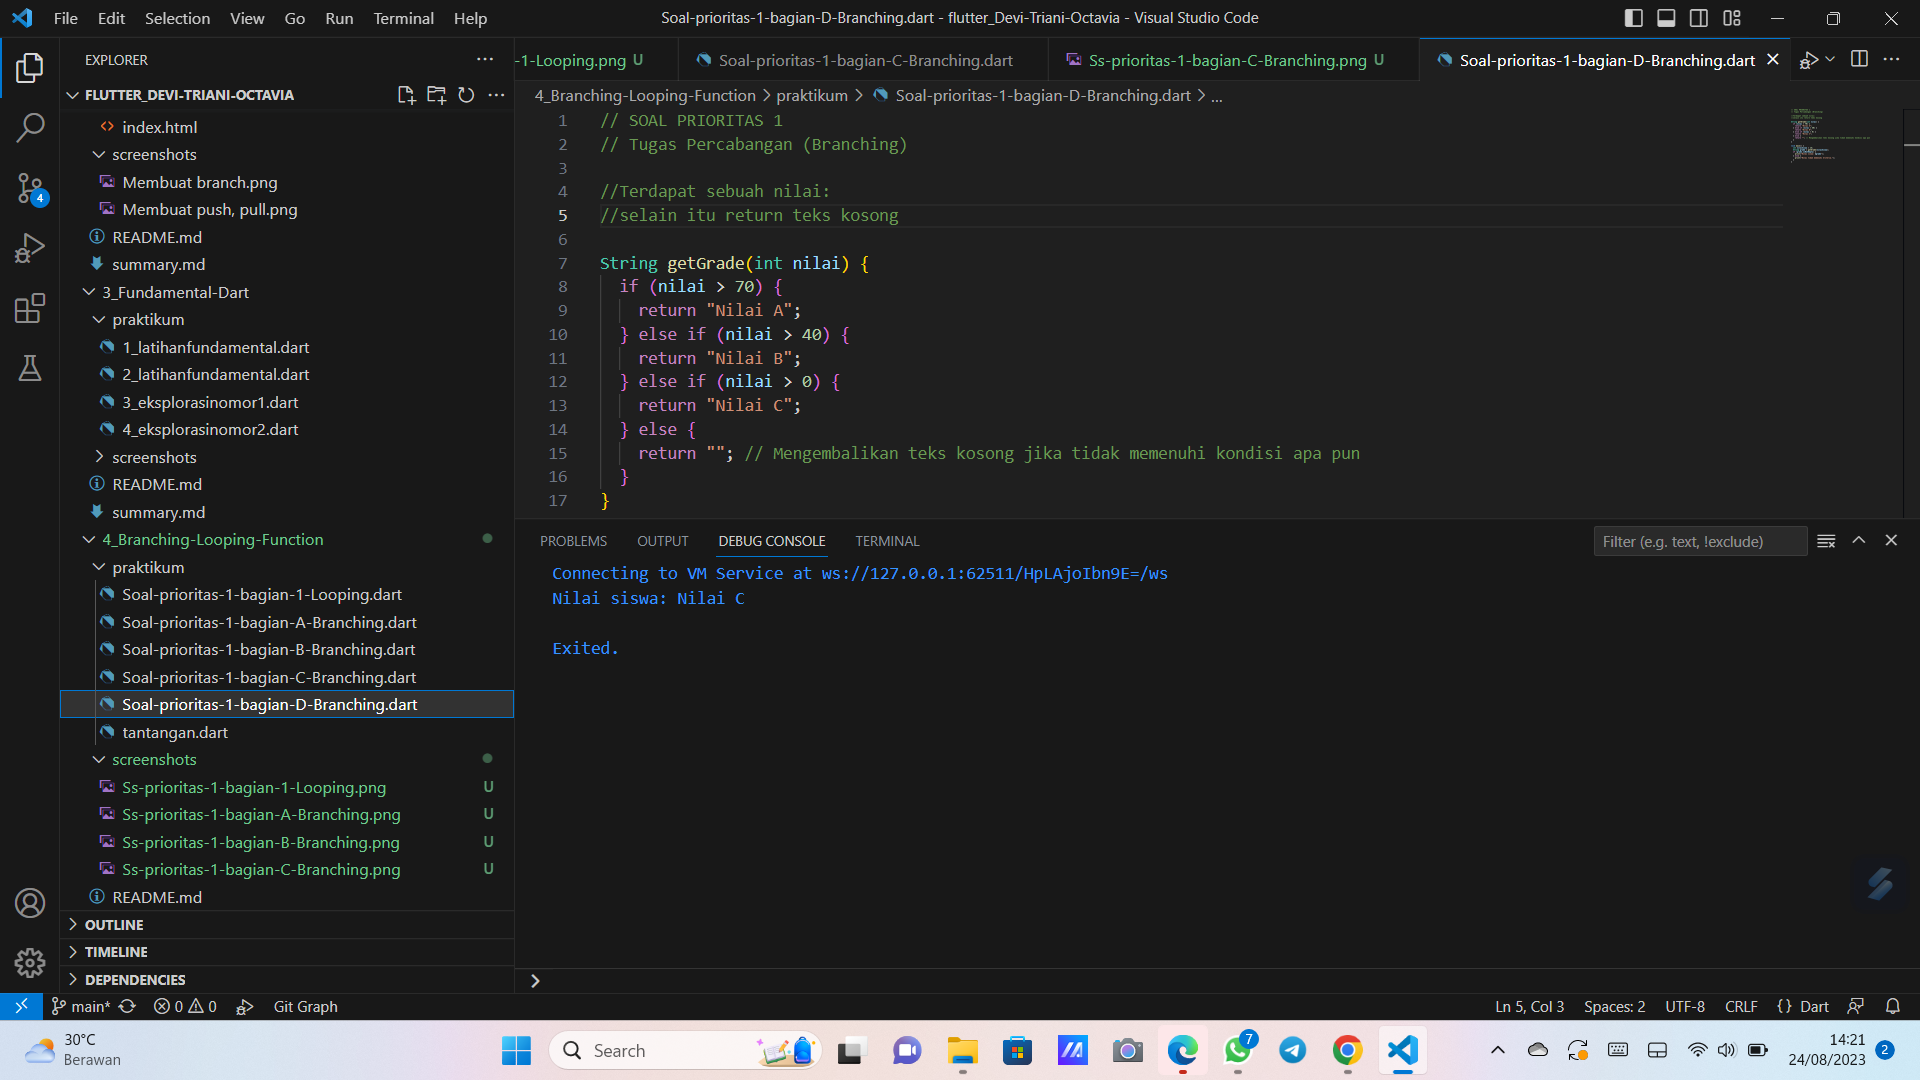 File Edit Selection View Go Run Terminal Help
Soal-prioritas-1-bagian-D-Branching.dart - flutter_Devi-Triani-Octavia - Visual Studio Code
EXPLORER
-1-Looping.png U
Soal-prioritas-1-bagian-C-Branching.dart
Ss-prioritas-1-bagian-C-Branching.png U
Soal-prioritas-1-bagian-D-Branching.dart
FLUTTER_DEVI-TRIANI-OCTAVIA
index.html
screenshots
Membuat branch.png
Membuat push, pull.png
README.md
summary.md
3_Fundamental-Dart
praktikum
1_latihanfundamental.dart
2_latihanfundamental.dart
3_eksplorasinomor1.dart
4_eksplorasinomor2.dart
screenshots
README.md
summary.md
4_Branching-Looping-Function
praktikum
Soal-prioritas-1-bagian-1-Looping.dart
Soal-prioritas-1-bagian-A-Branching.dart
Soal-prioritas-1-bagian-B-Branching.dart
Soal-prioritas-1-bagian-C-Branching.dart
Soal-prioritas-1-bagian-D-Branching.dart
tantangan.dart
screenshots
Ss-prioritas-1-bagian-1-Looping.png U
Ss-prioritas-1-bagian-A-Branching.png U
Ss-prioritas-1-bagian-B-Branching.png U
Ss-prioritas-1-bagian-C-Branching.png U
README.md
OUTLINE
TIMELINE
DEPENDENCIES
4
4_Branching-Looping-Function > praktikum > Soal-prioritas-1-bagian-D-Branching.dart > ...
1 // SOAL PRIORITAS 1
2 // Tugas Percabangan (Branching)
3
4 //Terdapat sebuah nilai:
5 //selain itu return teks kosong
6
7 String getGrade(int nilai) {
8 if (nilai > 70) {
9 return "Nilai A";
10 } else if (nilai > 40) {
11 return "Nilai B";
12 } else if (nilai > 0) {
13 return "Nilai C";
14 } else {
15 return ""; // Mengembalikan teks kosong jika tidak memenuhi kondisi apa pun
16 }
17 }
PROBLEMS OUTPUT DEBUG CONSOLE TERMINAL
Filter (e.g. text, !exclude)
Connecting to VM Service at ws://127.0.0.1:62511/HpLAjoIbn9E=/ws
Nilai siswa: Nilai C
Exited.
main* 0 0 Git Graph
Ln 5, Col 3 Spaces: 2 UTF-8 CRLF {} Dart
30°C
Berawan
Search
7
14:21
24/08/2023
2